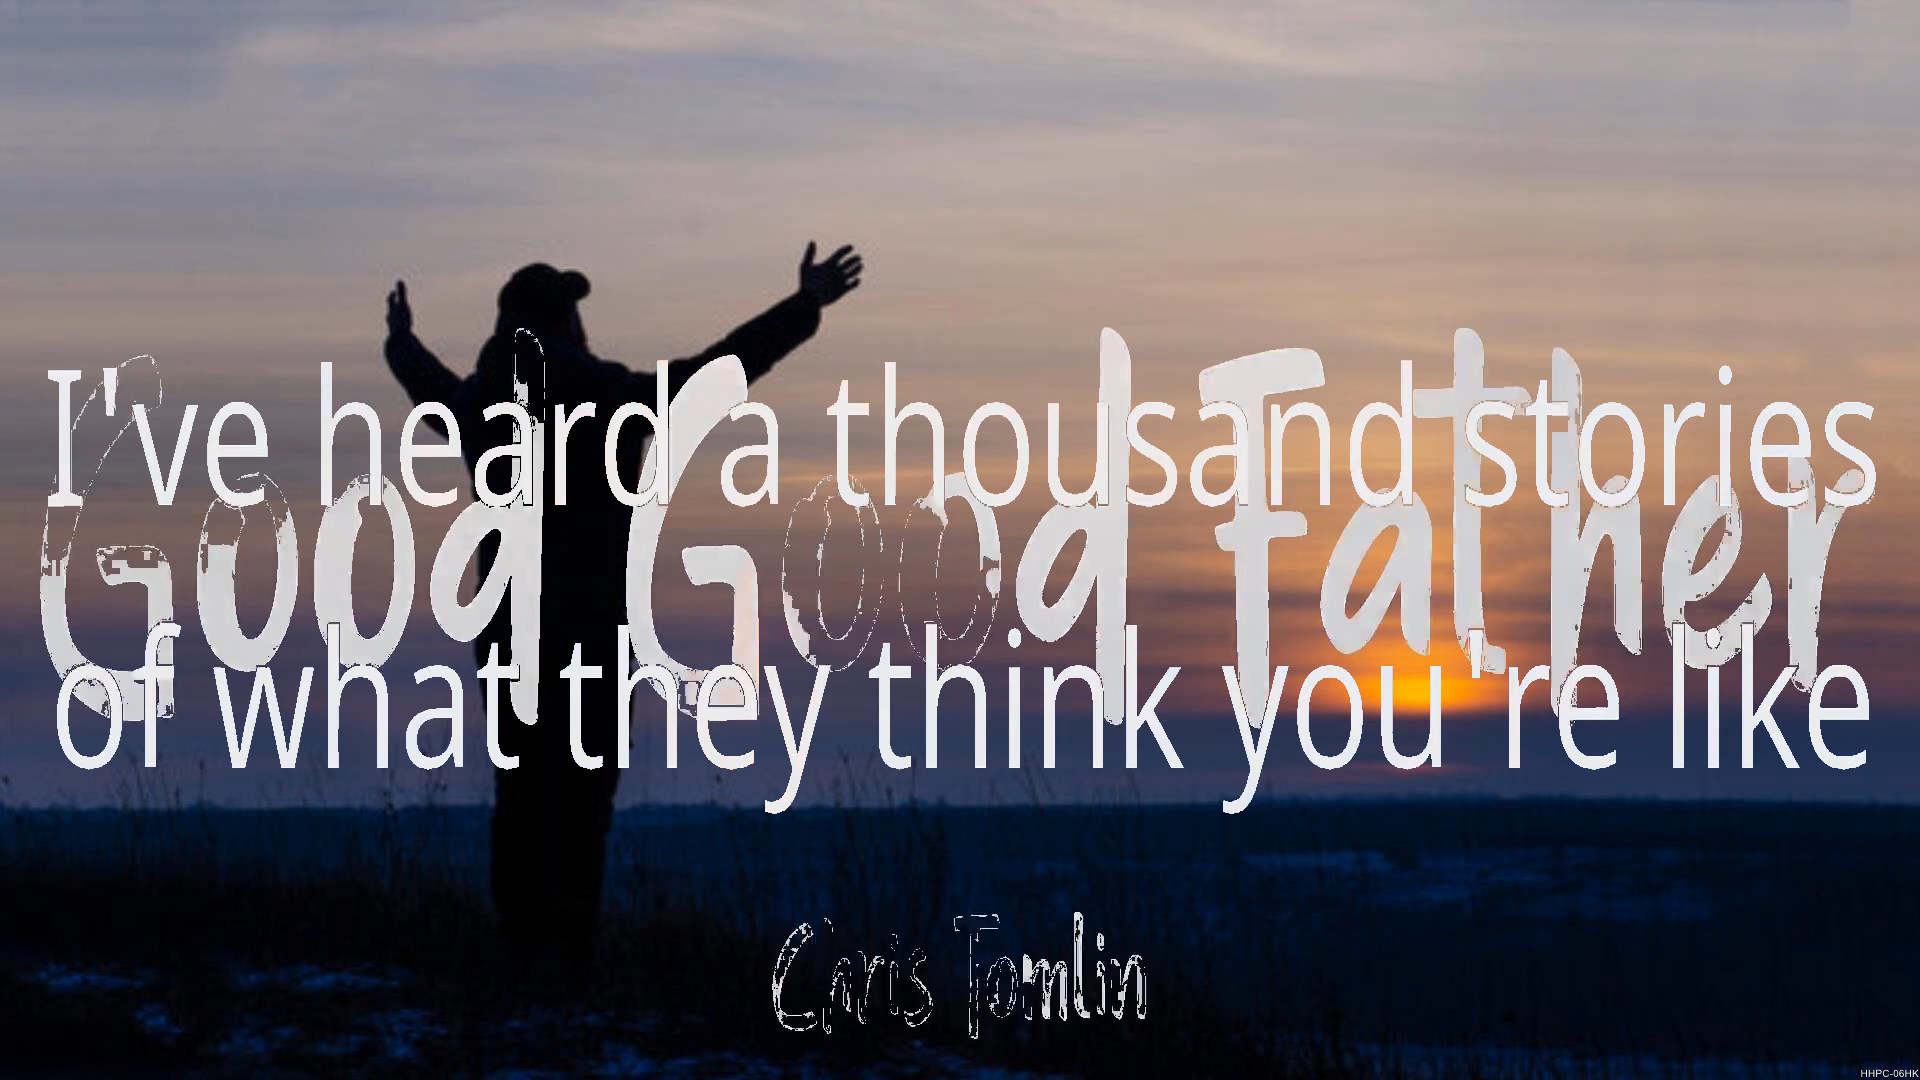 I've heard a thousand stories
Good Good Father
of what they think you're like
Chris Tomlin
HHPC-06HK